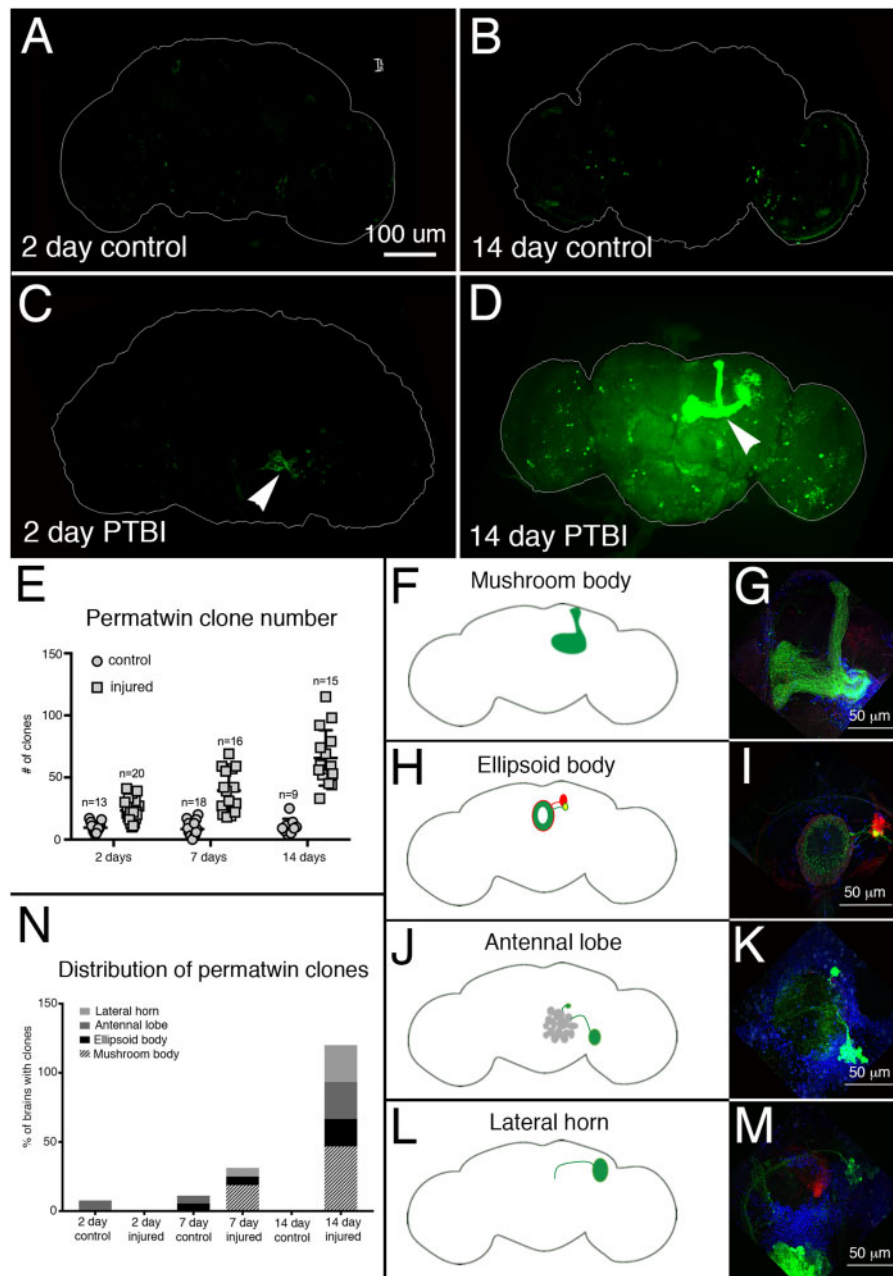 A
2 day control
100 um
B
14 day control
C
2 day PTBI
D
14 day PTBI
E
Permatwin clone number
150
100
50
0
# of clones
control
injured
n=13
n=20
n=18
n=16
n=9
n=15
2 days
7 days
14 days
F
Mushroom body
G
50 μm
H
Ellipsoid body
I
50 μm
J
Antennal lobe
K
50 μm
L
Lateral horn
M
50 μm
N
Distribution of permatwin clones
150
100
50
0
% of brains with clones
Lateral horn
Antennal lobe
Ellipsoid body
Mushroom body
2 day
control
2 day
injured
7 day
control
7 day
injured
14 day
control
14 day
injured